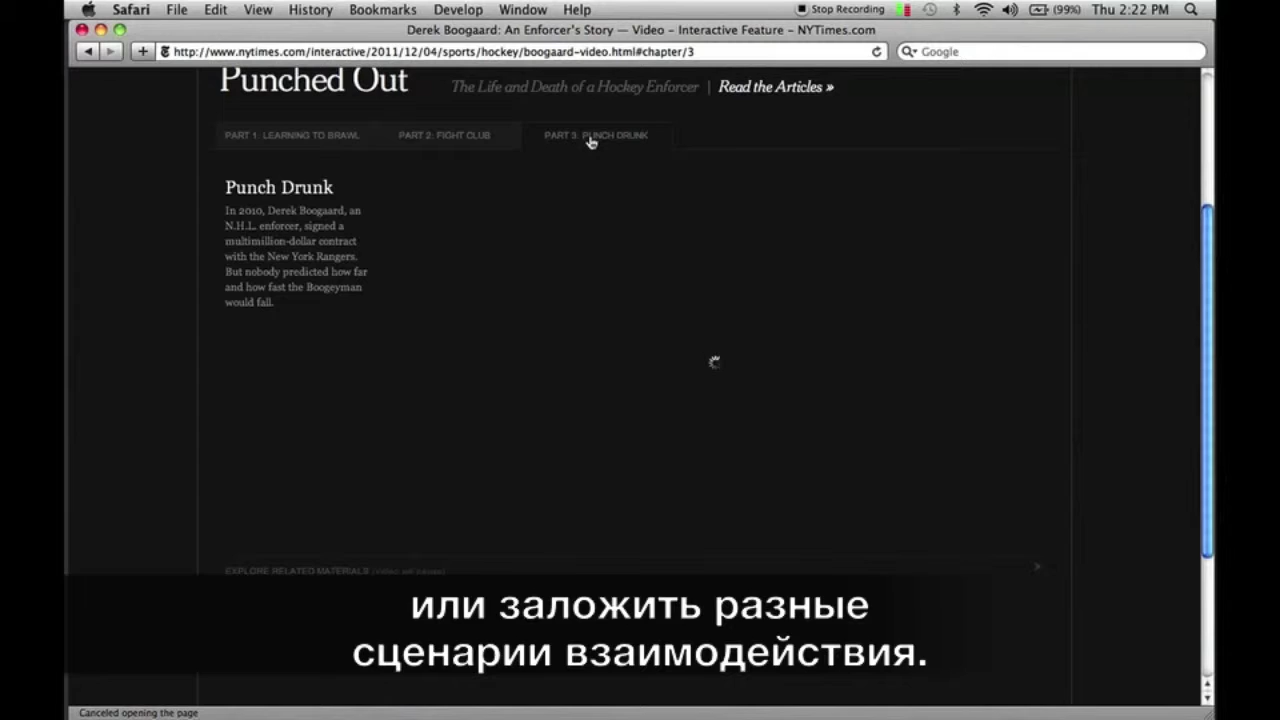 Safari File Edit View History Bookmarks Develop Window Help Stop Recording (99%) Thu 2:22 PM
Derek Boogaard: An Enforcer's Story — Video – Interactive Feature – NYTimes.com
http://www.nytimes.com/interactive/2011/12/04/sports/hockey/boogaard-video.html#chapter/3 Google
Punched Out The Life and Death of a Hockey Enforcer | Read the Articles »
PART 1: LEARNING TO BRAWL PART 2: FIGHT CLUB PART 3: PUNCH DRUNK
Punch Drunk
In 2010, Derek Boogaard, an
N.H.L. enforcer, signed a
multimillion-dollar contract
with the New York Rangers.
But nobody predicted how far
and how fast the Boogeyman
would fall.
EXPLORE RELATED MATERIALS
или заложить разные
сценарии взаимодействия.
Canceled opening the page